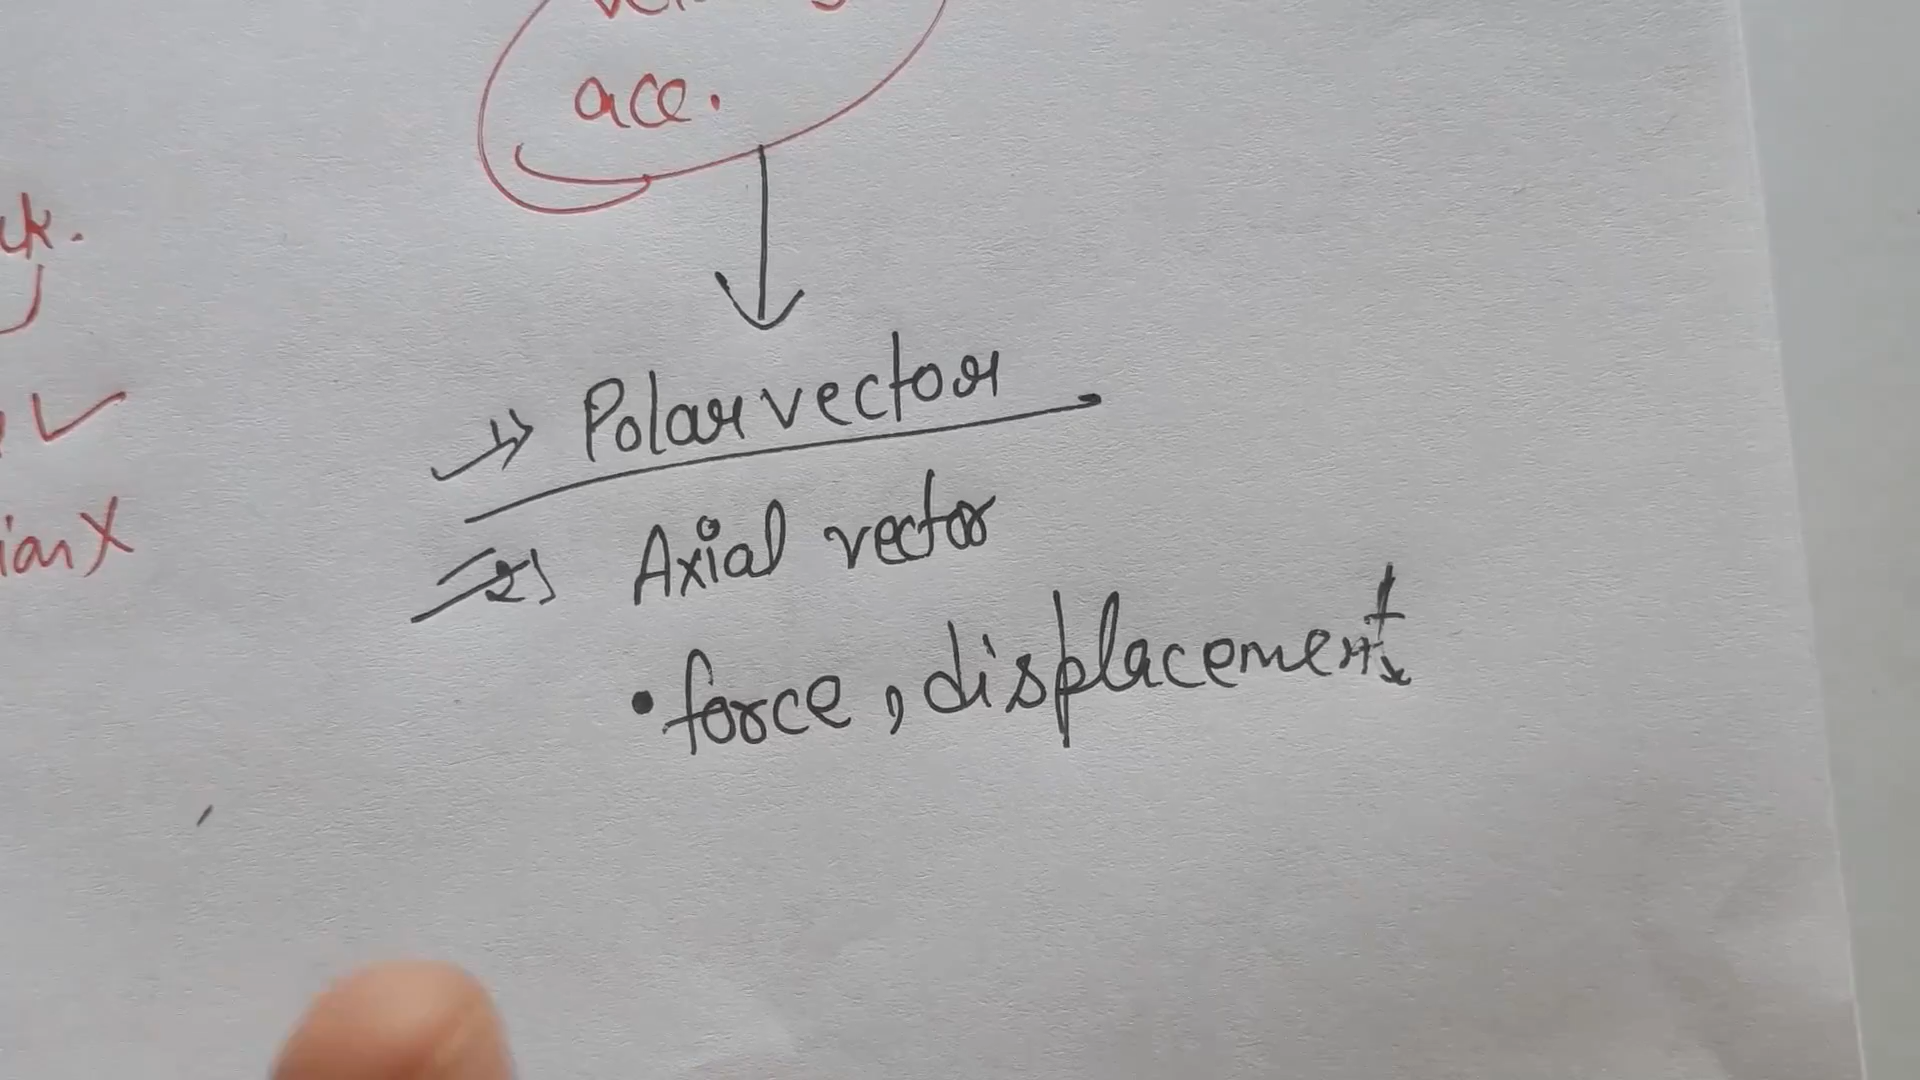 acc.
1) Polar vector
2) Axial vector
• force, displacement